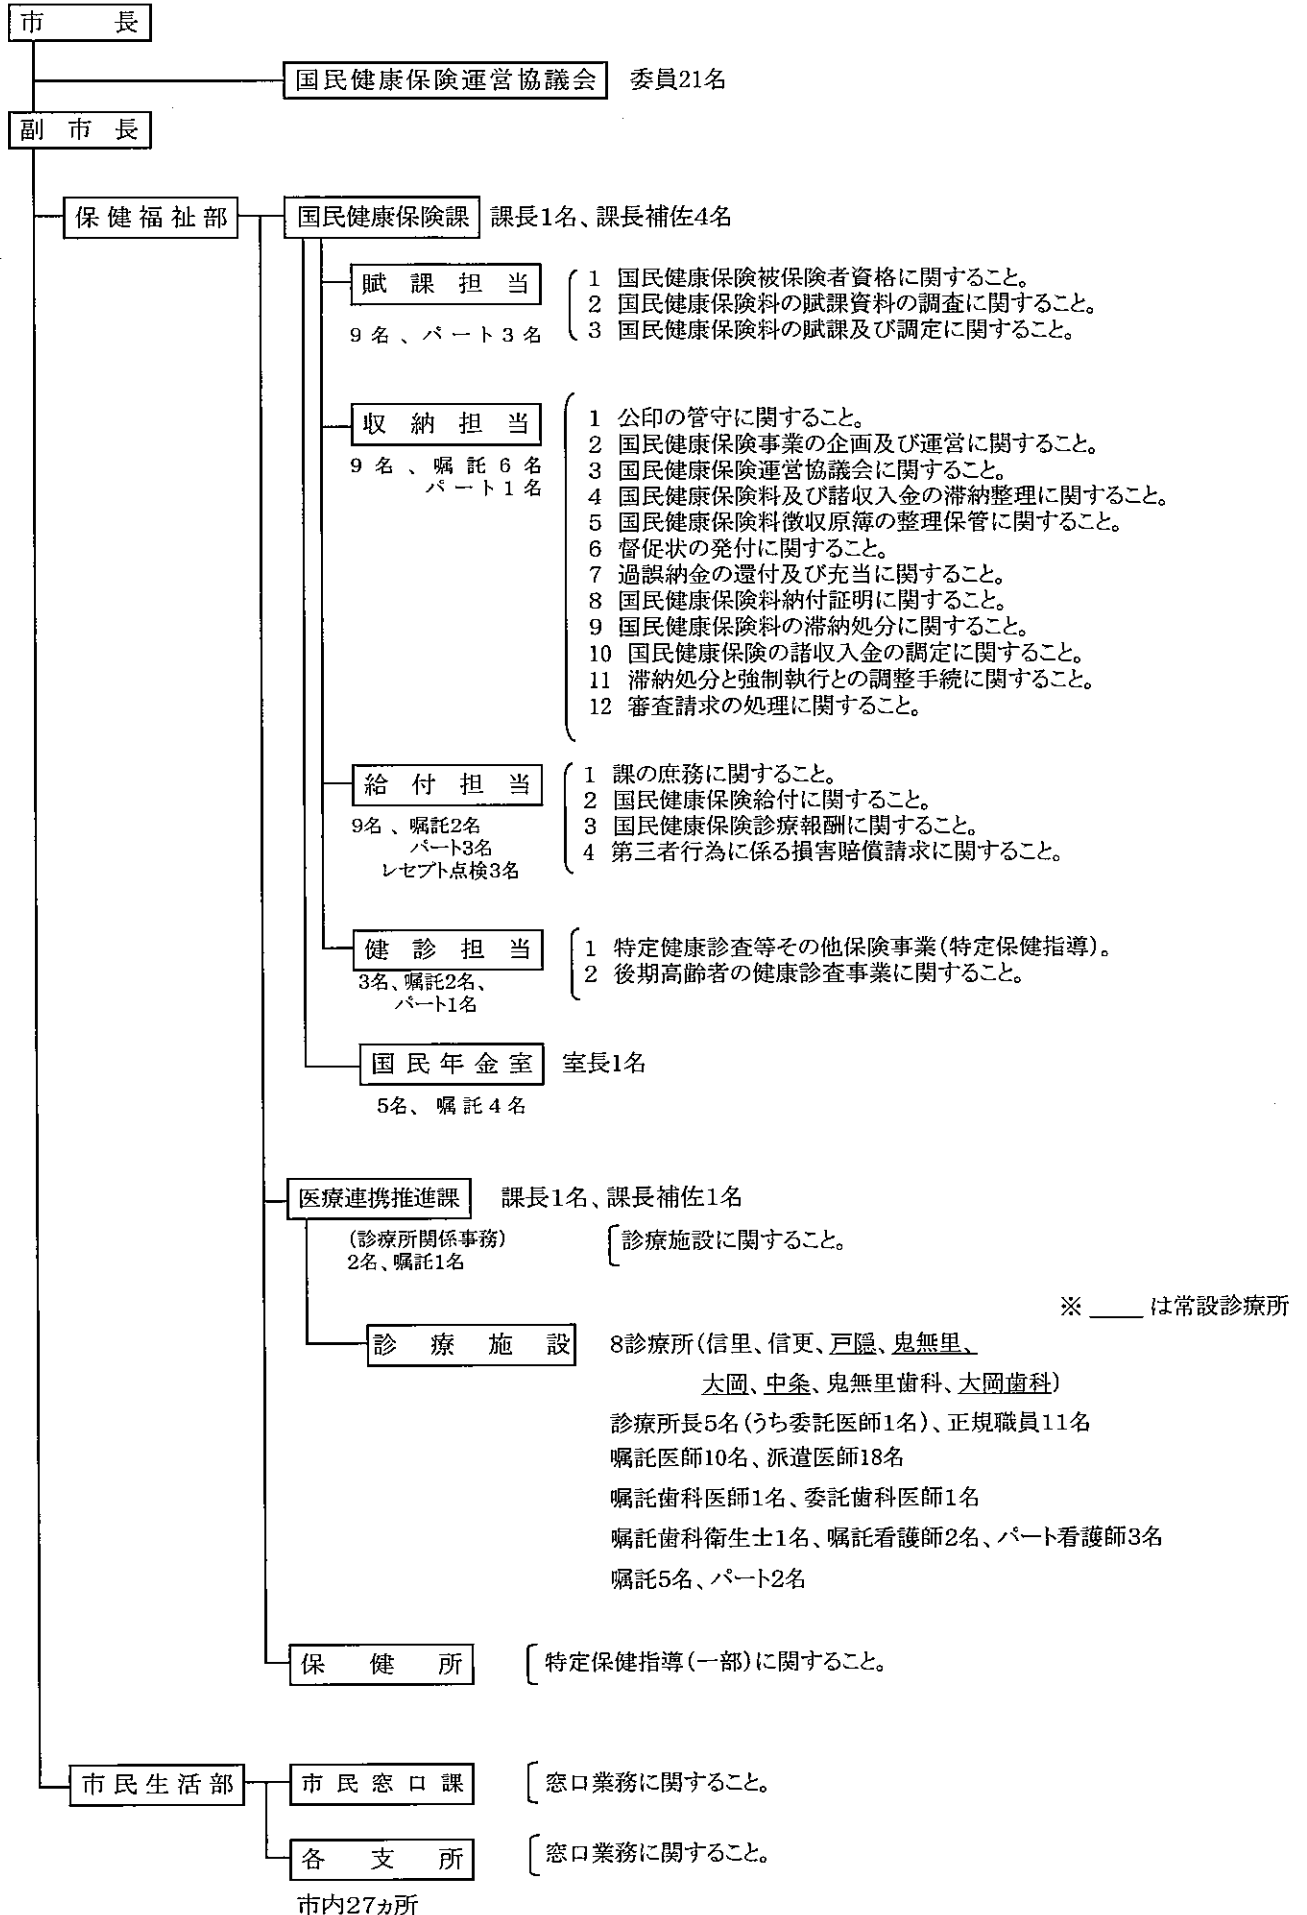 市長
国民健康保険運営協議会 委員21名
副市長
保健福祉部 国民健康保険課 課長1名、課長補佐4名
賦課担当
9名、パート3名
1 国民健康保険被保険者資格に関すること。
2 国民健康保険料の賦課資料の調査に関すること。
3 国民健康保険料の賦課及び調定に関すること。
収納担当
9名、嘱託6名
パート1名
1 公印の管守に関すること。
2 国民健康保険事業の企画及び運営に関すること。
3 国民健康保険運営協議会に関すること。
4 国民健康保険料及び諸収入金の滞納整理に関すること。
5 国民健康保険料徴収原簿の整理保管に関すること。
6 督促状の発付に関すること。
7 過誤納金の還付及び充当に関すること。
8 国民健康保険料納付証明に関すること。
9 国民健康保険料の滞納処分に関すること。
10 国民健康保険の諸収入金の調定に関すること。
11 滞納処分と強制執行との調整手続に関すること。
12 審査請求の処理に関すること。
給付担当
9名、嘱託2名
パート3名
レセプト点検3名
1 課の庶務に関すること。
2 国民健康保険給付に関すること。
3 国民健康保険診療報酬に関すること。
4 第三者行為に係る損害賠償請求に関すること。
健診担当
3名、嘱託2名、
パート1名
1 特定健康診査等その他保険事業(特定保健指導)。
2 後期高齢者の健康診査事業に関すること。
国民年金室 室長1名
5名、嘱託4名
医療連携推進課 課長1名、課長補佐1名
(診療所関係事務)
2名、嘱託1名
診療施設に関すること。
※ ____ は常設診療所
診療施設 8診療所(信里、信更、戸隠、鬼無里、
大岡、中条、鬼無里歯科、大岡歯科)
診療所長5名(うち委託医師1名)、正規職員11名
嘱託医師10名、派遣医師18名
嘱託歯科医師1名、委託歯科医師1名
嘱託歯科衛生士1名、嘱託看護師2名、パート看護師3名
嘱託5名、パート2名
保健所 特定保健指導(一部)に関すること。
市民生活部 市民窓口課 窓口業務に関すること。
各支所 窓口業務に関すること。
市内27ヵ所